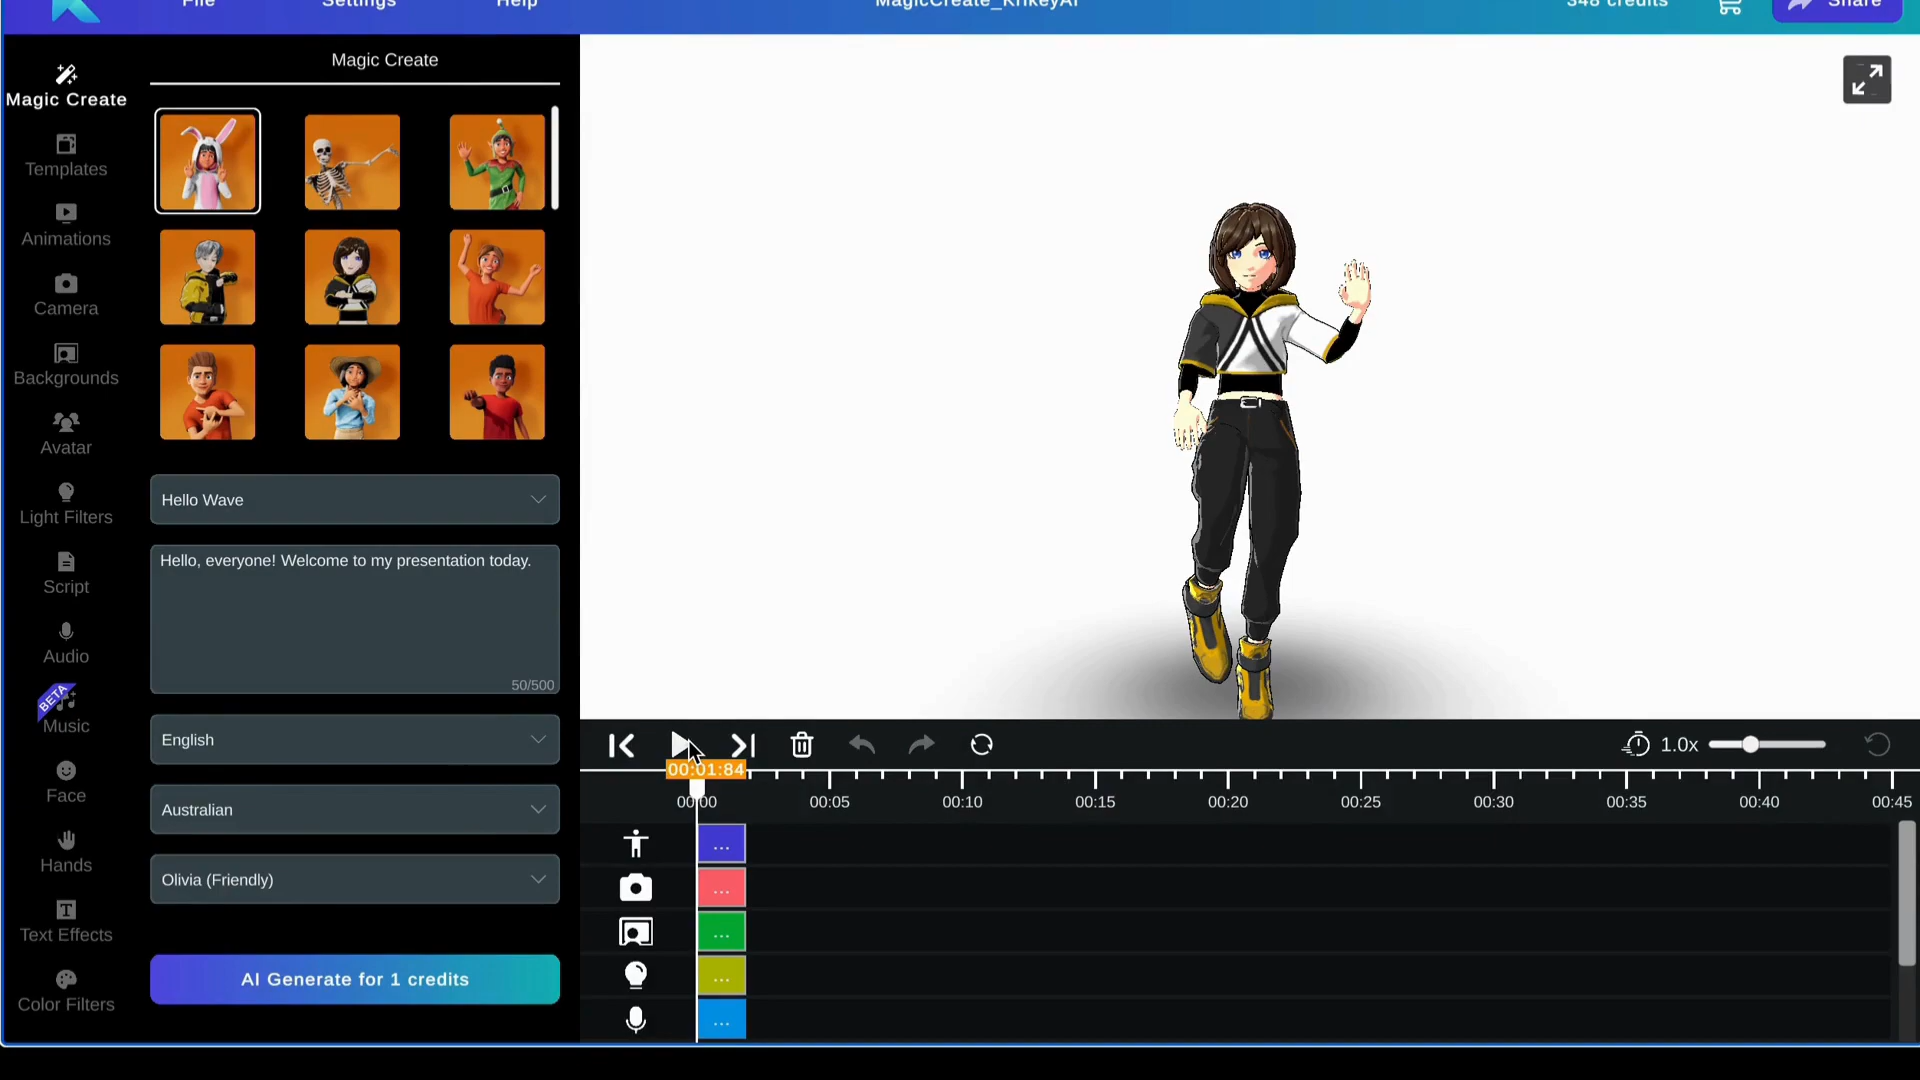 File
Settings
Help
MagicCreate_KrikeyAI
348 credits
Share
Magic Create
Magic Create
Templates
Animations
Camera
Backgrounds
Avatar
Light Filters
Script
Audio
BETA
Music
Face
Hands
Text Effects
Color Filters
Hello Wave
Hello, everyone! Welcome to my presentation today.
50/500
English
Australian
Olivia (Friendly)
AI Generate for 1 credits
1.0x
00:01:84
00:00 00:05 00:10 00:15 00:20 00:25 00:30 00:35 00:40 00:45
...
...
...
...
...